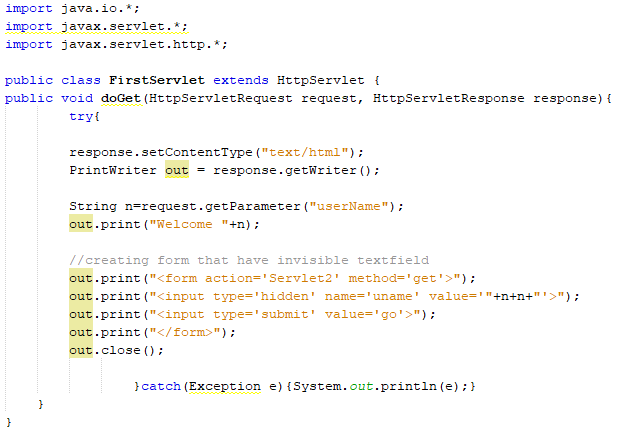 import java.io.*;
import javax.servlet.*;
import javax.servlet.http.*;
public class FirstServlet extends HttpServlet {
public void doGet(HttpServletRequest request, HttpServletResponse response){
try{
response.setContentType("text/html");
PrintWriter out = response.getWriter();
String n=request.getParameter("userName");
out.print("Welcome "+n);
//creating form that have invisible textfield
out.print("<form action='Servlet2' method='get'>");
out.print("<input type='hidden' name='uname' value='"+n+n+"'>");
out.print("<input type='submit' value='go'>");
out.print("</form>");
out.close();
}catch(Exception e){System.out.println(e);}
}
}